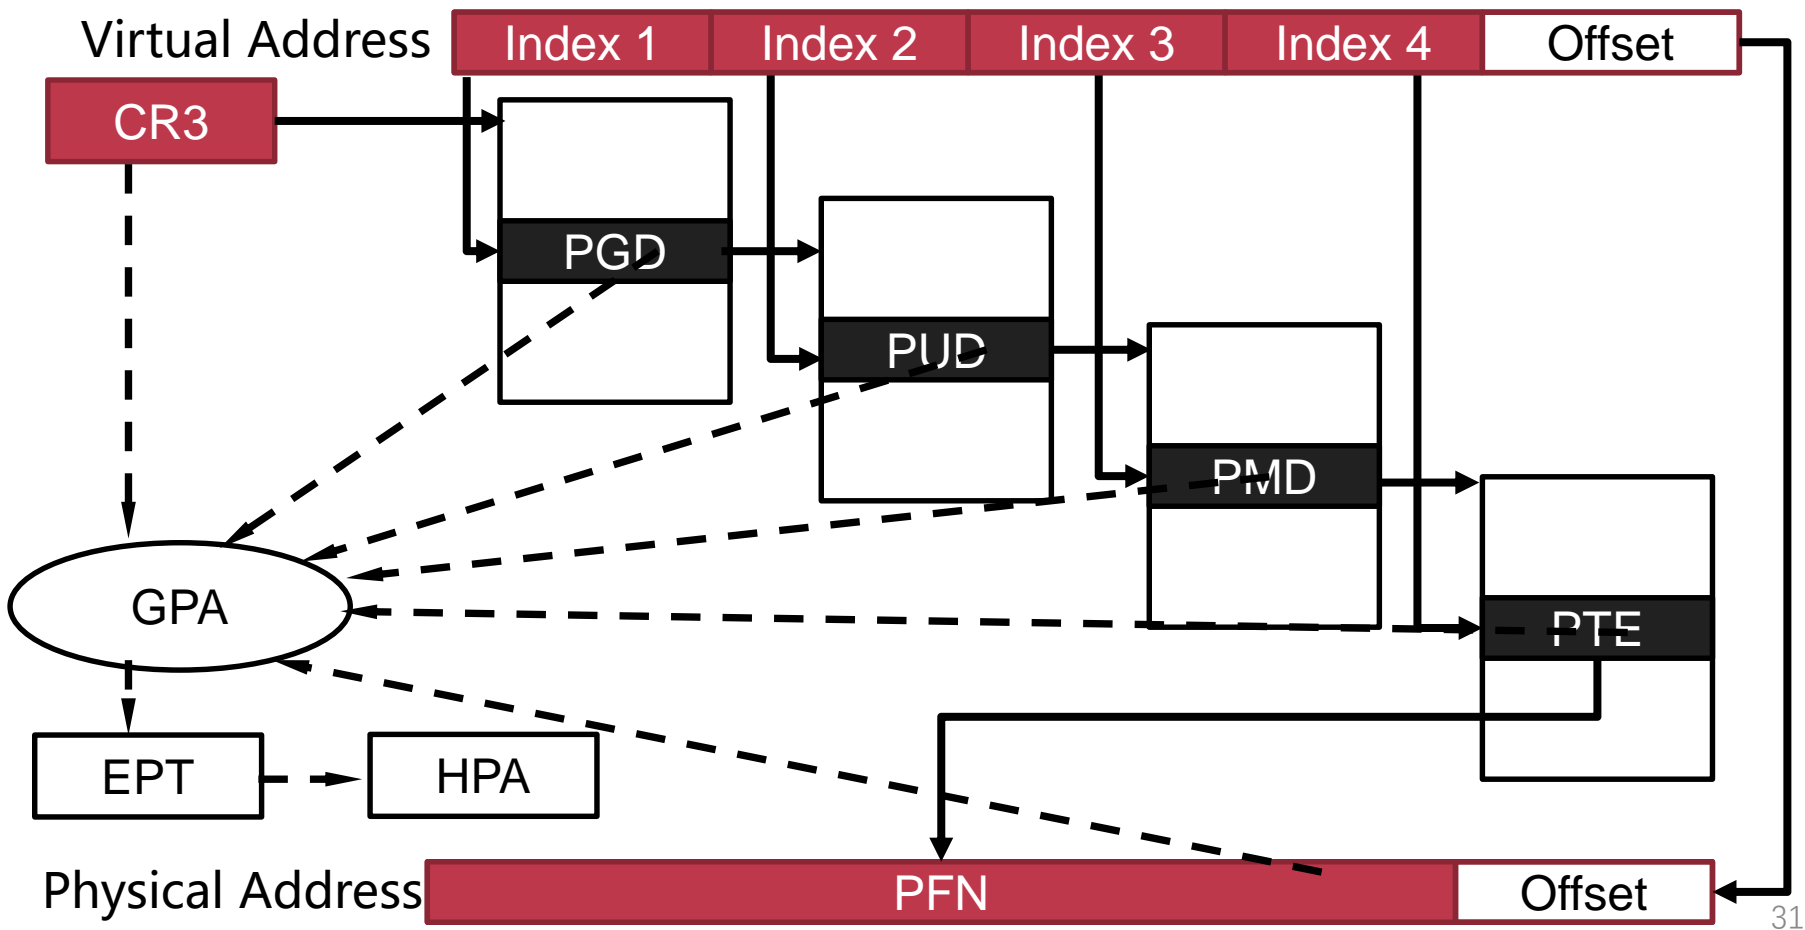 Virtual Address Index 1 Index 2 Index 3 Index 4 Offset
CR3
PGD
PUD
PMD
GPA
PTE
EPT HPA
Physical Address PFN Offset
31